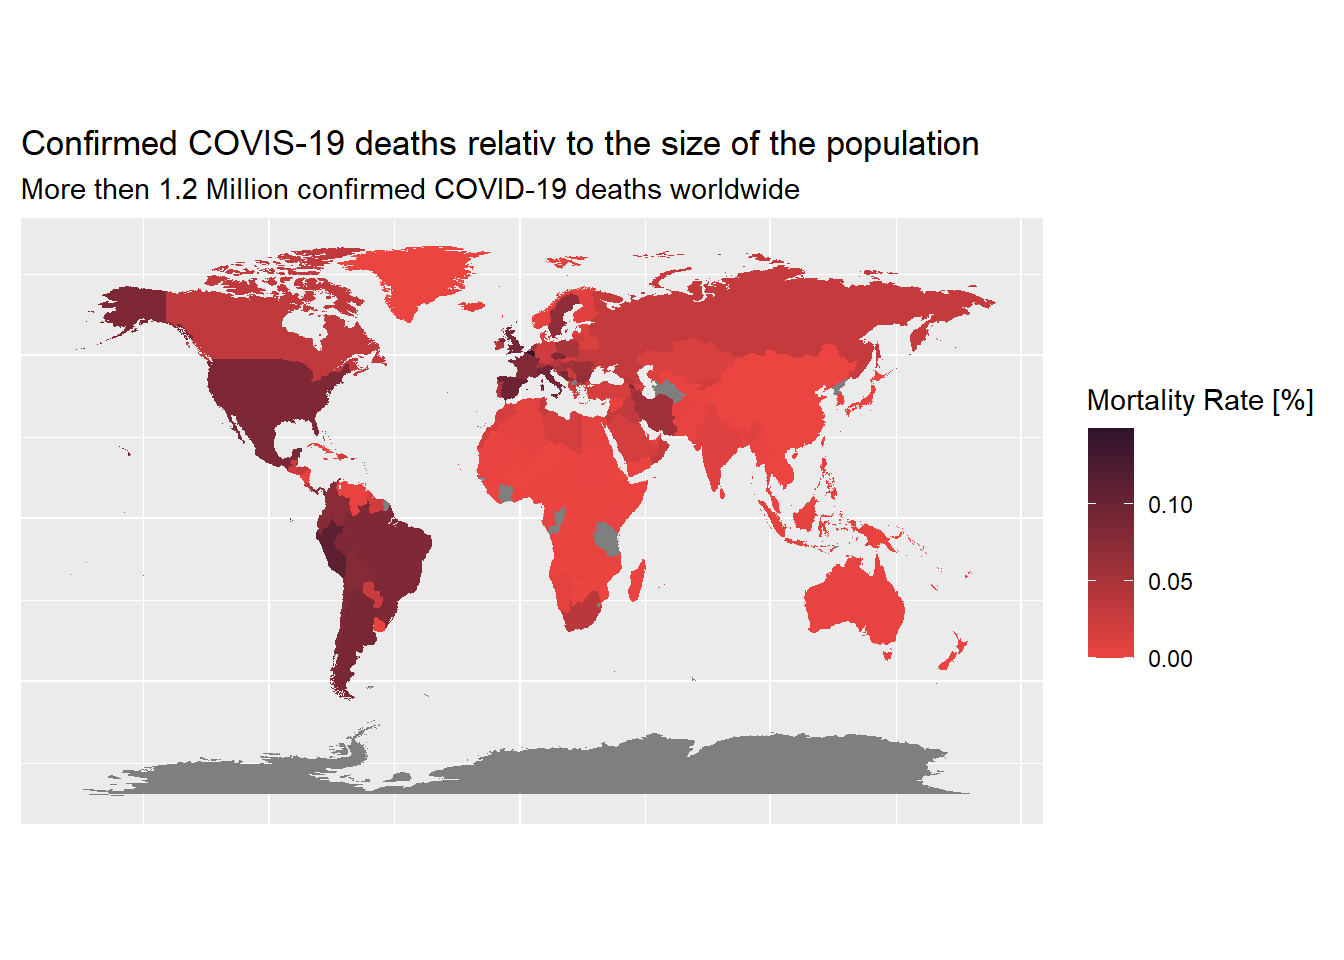 Confirmed COVIS-19 deaths relativ to the size of the population
More then 1.2 Million confirmed COVID-19 deaths worldwide
Mortality Rate [%]
0.10
0.05
0.00